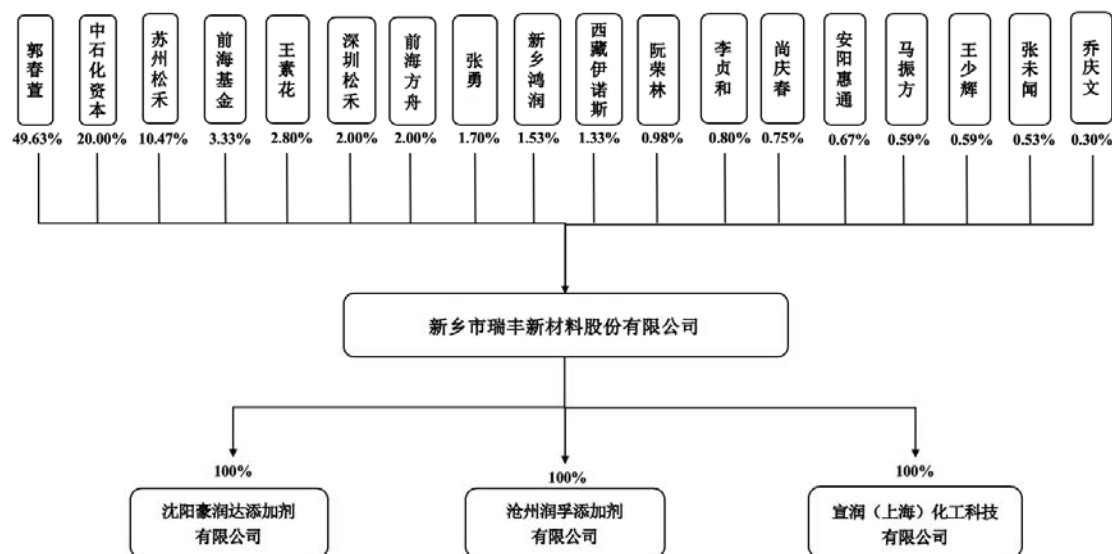 郭春萱
中石化资本
苏州松禾
前海基金
王素花
深圳松禾
前海方舟
张勇
新乡鸿润
西藏伊诺斯
阮荣林
李贞和
尚庆春
安阳惠通
马振方
王少辉
张未闻
乔庆文
49.63% 20.00% 10.47% 3.33% 2.80% 2.00% 2.00% 1.70% 1.53% 1.33% 0.98% 0.80% 0.75% 0.67% 0.59% 0.59% 0.53% 0.30%
新乡市瑞丰新材料股份有限公司
100% 100% 100%
沈阳豪润达添加剂
有限公司
沧州润孚添加剂
有限公司
宣润（上海）化工科技
有限公司